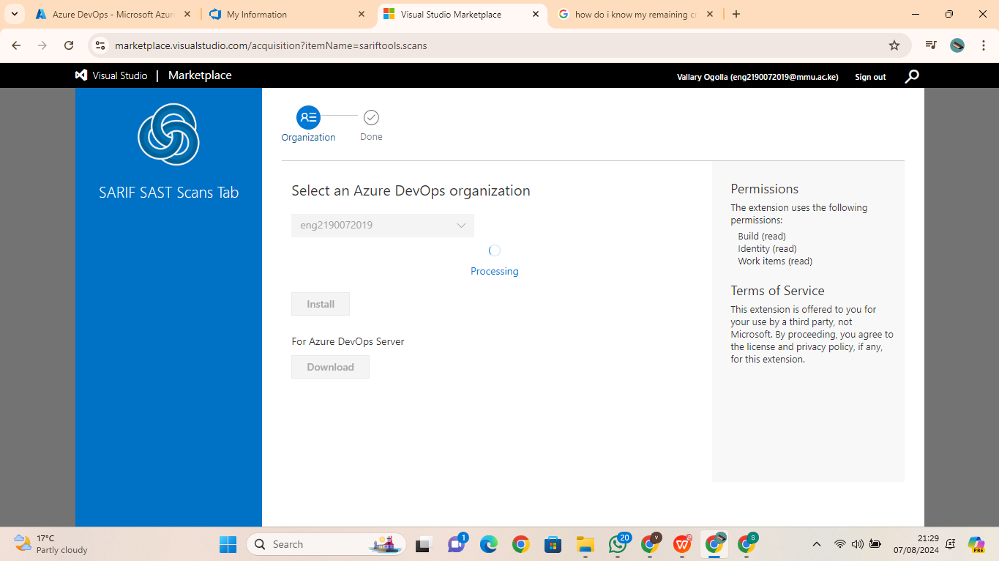 Azure DevOps - Microsoft Azur
My Information
Visual Studio Marketplace
how do i know my remaining cr
marketplace.visualstudio.com/acquisition?itemName=sariftools.scans
Visual Studio | Marketplace
Vallary Ogolla (eng2190072019@mmu.ac.ke)
Sign out
SARIF SAST Scans Tab
Organization
Done
Select an Azure DevOps organization
eng2190072019
Processing
Install
For Azure DevOps Server
Download
Permissions
The extension uses the following
permissions:
Build (read)
Identity (read)
Work items (read)
Terms of Service
This extension is offered to you for
your use by a third party, not
Microsoft. By proceeding, you agree to
the license and privacy policy, if any,
for this extension.
17°C
Partly cloudy
Search
1
20
V
S
21:29
07/08/2024
PRE